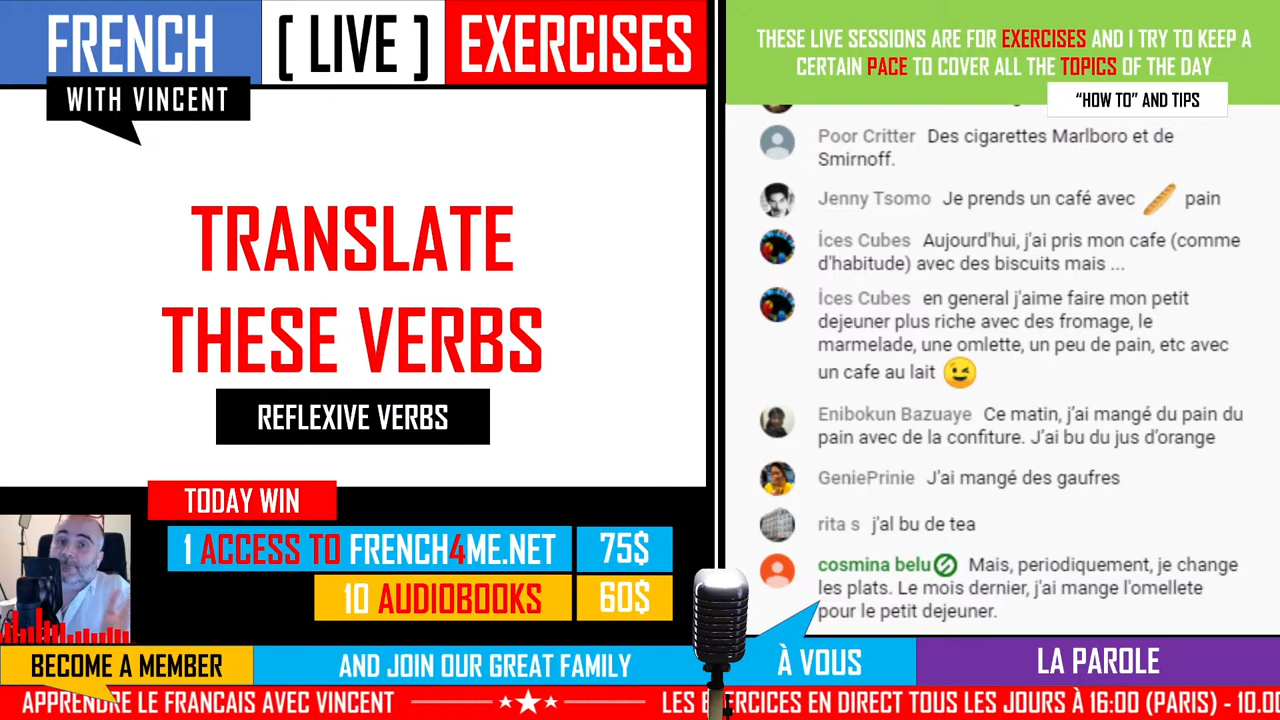 FRENCH
[ LIVE ]
EXERCISES
WITH VINCENT
TRANSLATE
THESE VERBS
REFLEXIVE VERBS
TODAY WIN
1 ACCESS TO FRENCH4ME.NET 75$
10 AUDIOBOOKS 60$
BECOME A MEMBER
AND JOIN OUR GREAT FAMILY
THESE LIVE SESSIONS ARE FOR EXERCISES AND I TRY TO KEEP A
CERTAIN PACE TO COVER ALL THE TOPICS OF THE DAY
“HOW TO” AND TIPS
Poor Critter Des cigarettes Marlboro et de
Smirnoff.
Jenny Tsomo Je prends un café avec pain
İces Cubes Aujourd'hui, j'ai pris mon cafe (comme
d'habitude) avec des biscuits mais ...
İces Cubes en general j'aime faire mon petit
dejeuner plus riche avec des fromage, le
marmelade, une omlette, un peu de pain, etc avec
un cafe au lait
Enibokun Bazuaye Ce matin, j’ai mangé du pain du
pain avec de la confiture. J’ai bu du jus d’orange
GeniePrinie J'ai mangé des gaufres
rita s j'al bu de tea
cosmina belu Mais, periodiquement, je change
les plats. Le mois dernier, j'ai mange l'omellete
pour le petit dejeuner.
À VOUS
LA PAROLE
APPRENDRE LE FRANCAIS AVEC VINCENT
LES EXERCICES EN DIRECT TOUS LES JOURS À 16:00 (PARIS) - 10.00